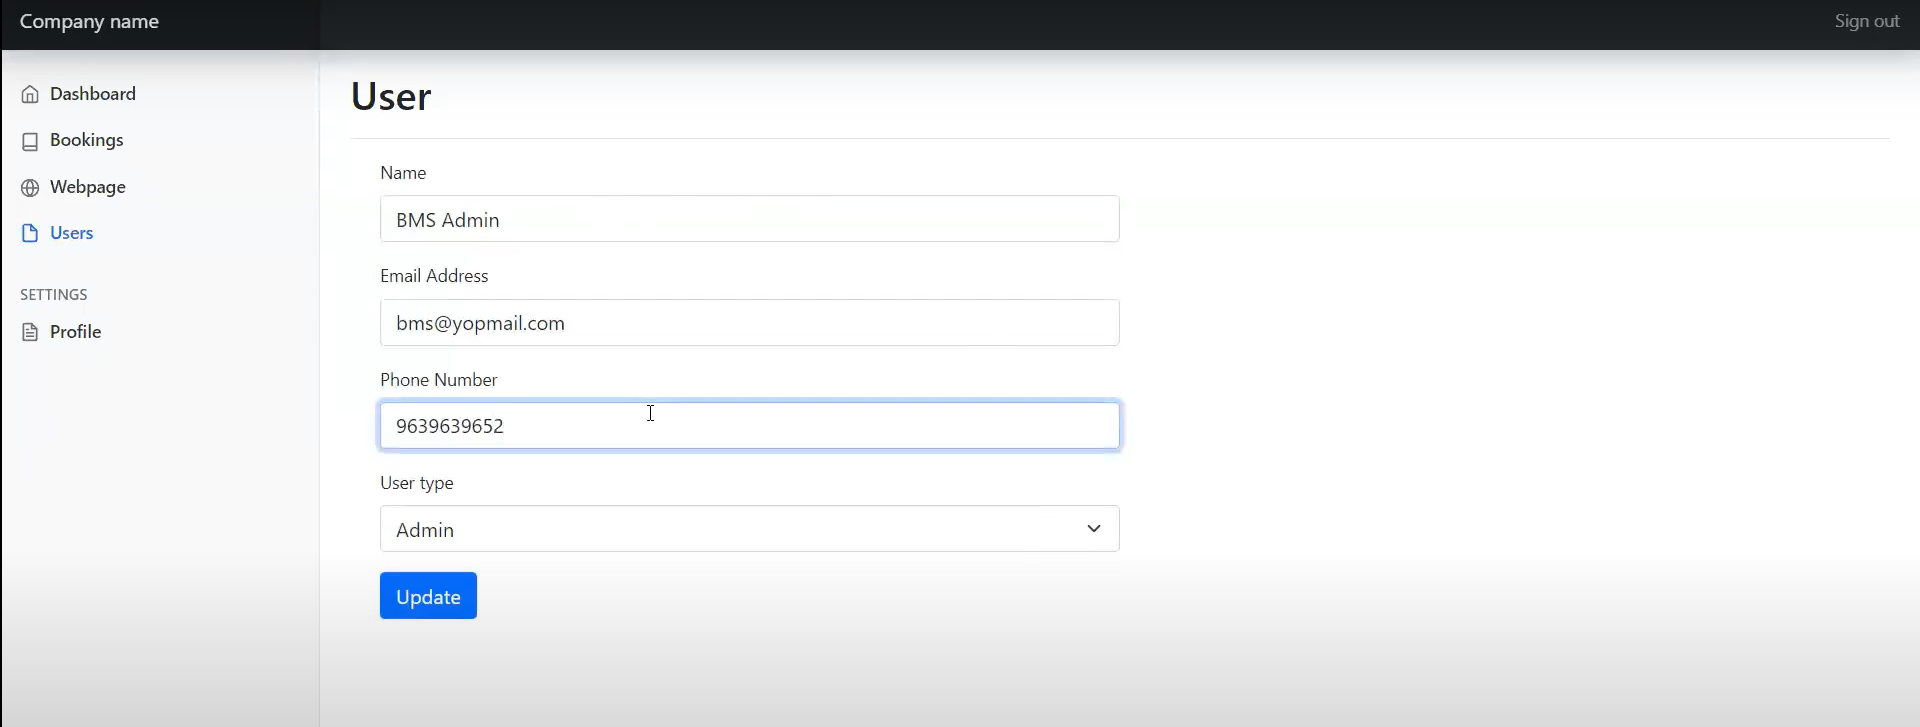 Company name
Sign out
Dashboard
Bookings
Webpage
Users
SETTINGS
Profile
User
Name
BMS Admin
Email Address
bms@yopmail.com
Phone Number
9639639652
User type
Admin
Update